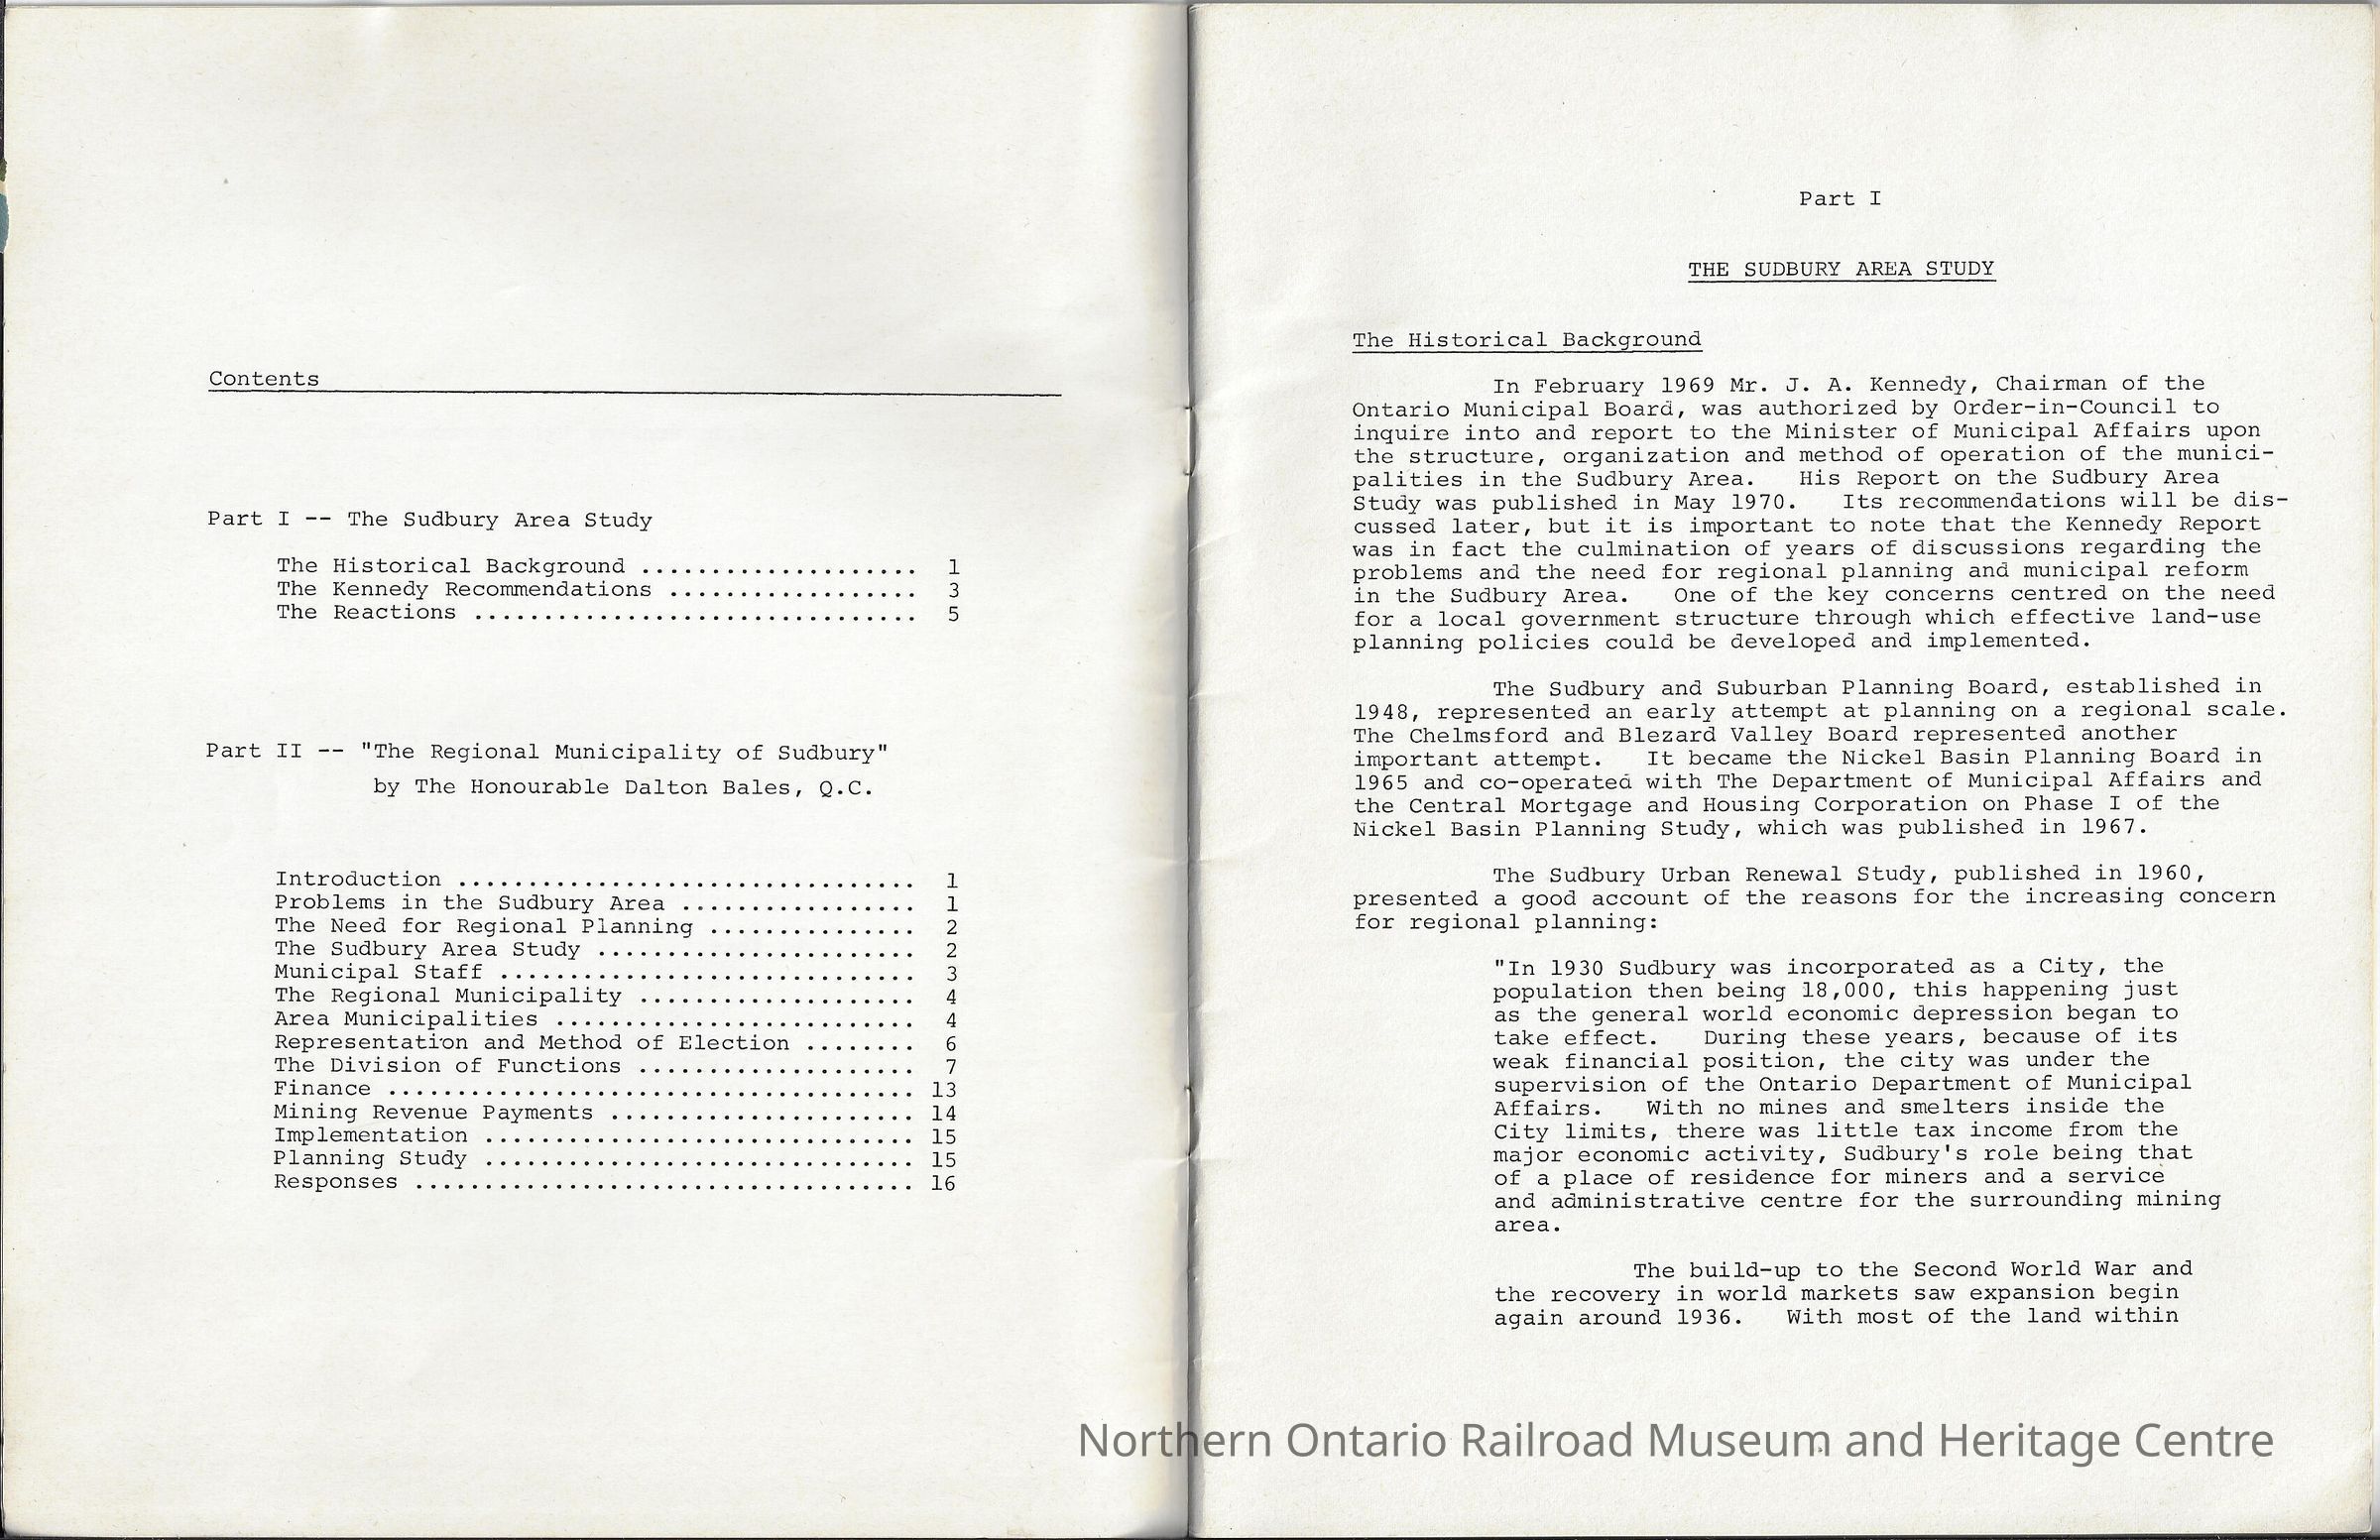 Contents
Part I -- The Sudbury Area Study
The Historical Background .................... 1
The Kennedy Recommendations .................. 3
The Reactions ................................ 5
Part II -- "The Regional Municipality of Sudbury"
by The Honourable Dalton Bales, Q.C.
Introduction ................................. 1
Problems in the Sudbury Area ................. 1
The Need for Regional Planning ............... 2
The Sudbury Area Study ....................... 2
Municipal Staff .............................. 3
The Regional Municipality .................... 4
Area Municipalities .......................... 4
Representation and Method of Election ........ 6
The Division of Functions .................... 7
Finance ...................................... 13
Mining Revenue Payments ...................... 14
Implementation ............................... 15
Planning Study ............................... 15
Responses .................................... 16
Part I
THE SUDBURY AREA STUDY
The Historical Background
In February 1969 Mr. J. A. Kennedy, Chairman of the
Ontario Municipal Board, was authorized by Order-in-Council to
inquire into and report to the Minister of Municipal Affairs upon
the structure, organization and method of operation of the munici-
palities in the Sudbury Area. His Report on the Sudbury Area
Study was published in May 1970. Its recommendations will be dis-
cussed later, but it is important to note that the Kennedy Report
was in fact the culmination of years of discussions regarding the
problems and the need for regional planning and municipal reform
in the Sudbury Area. One of the key concerns centred on the need
for a local government structure through which effective land-use
planning policies could be developed and implemented.
The Sudbury and Suburban Planning Board, established in
1948, represented an early attempt at planning on a regional scale.
The Chelmsford and Blezard Valley Board represented another
important attempt. It became the Nickel Basin Planning Board in
1965 and co-operated with The Department of Municipal Affairs and
the Central Mortgage and Housing Corporation on Phase I of the
Nickel Basin Planning Study, which was published in 1967.
The Sudbury Urban Renewal Study, published in 1960,
presented a good account of the reasons for the increasing concern
for regional planning:
"In 1930 Sudbury was incorporated as a City, the
population then being 18,000, this happening just
as the general world economic depression began to
take effect. During these years, because of its
weak financial position, the city was under the
supervision of the Ontario Department of Municipal
Affairs. With no mines and smelters inside the
City limits, there was little tax income from the
major economic activity, Sudbury's role being that
of a place of residence for miners and a service
and administrative centre for the surrounding mining
area.
The build-up to the Second World War and
the recovery in world markets saw expansion begin
again around 1936. With most of the land within
Northern Ontario Railroad Museum and Heritage Centre